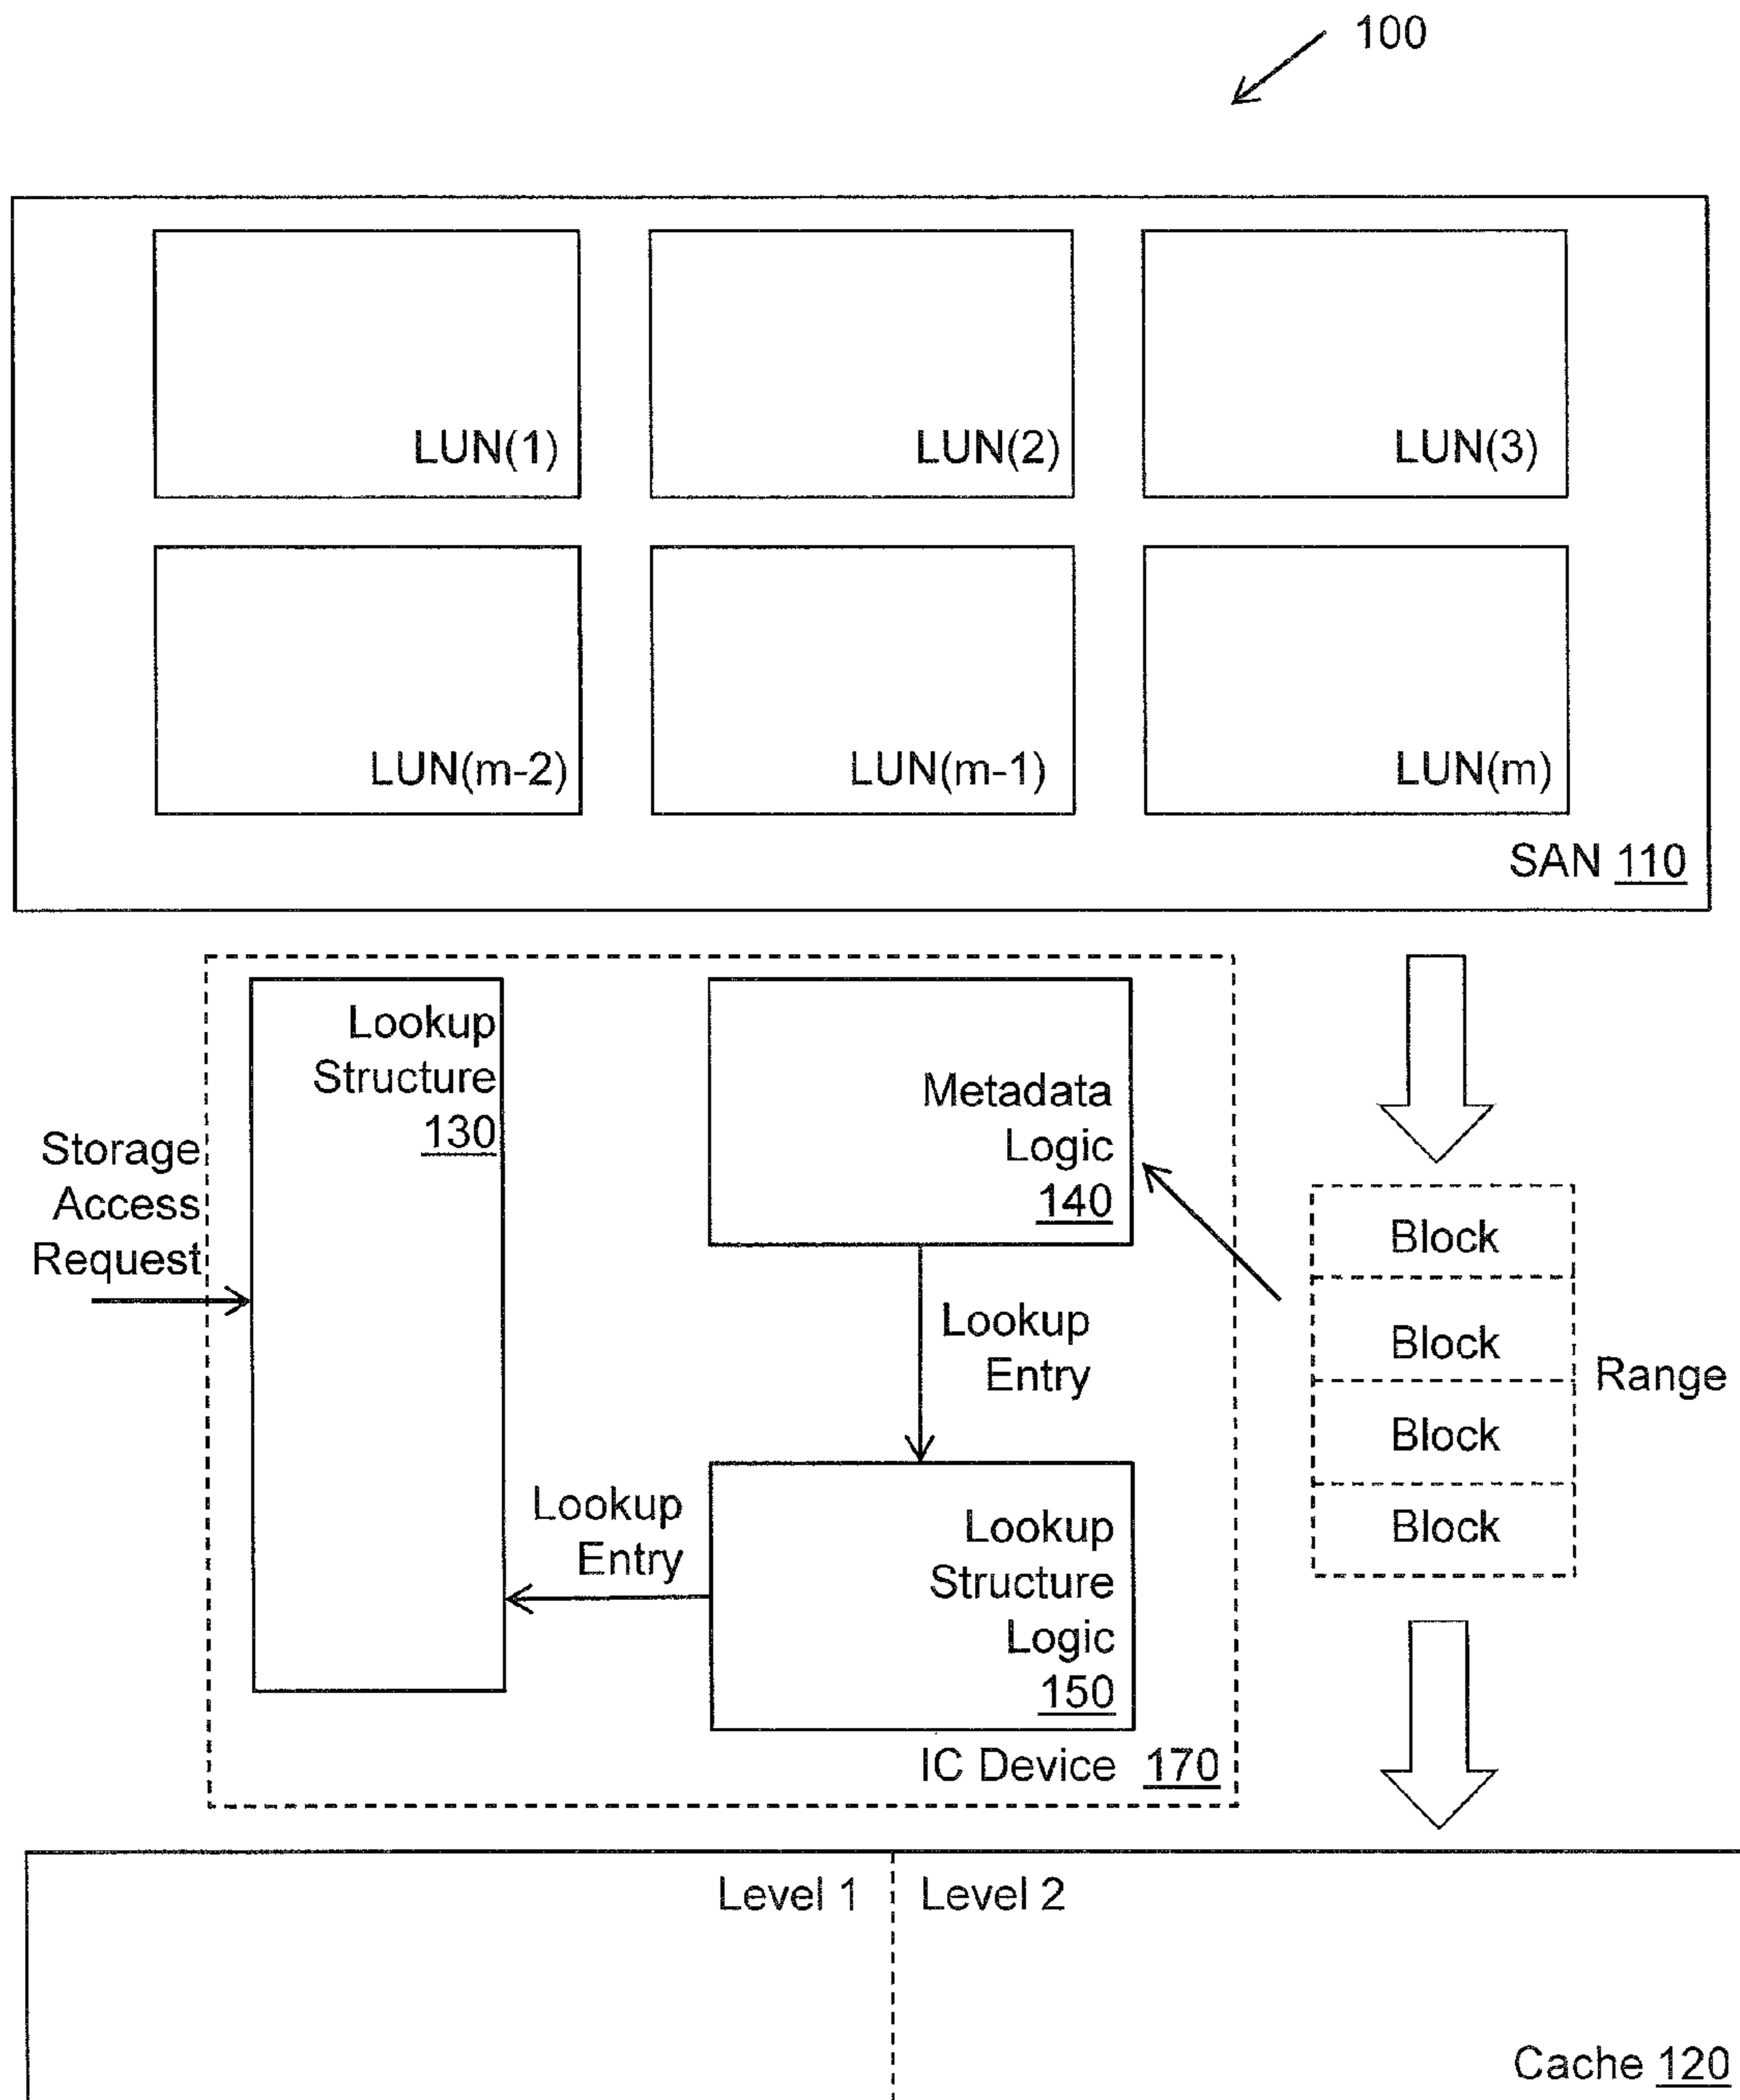 100
LUN(1)
LUN(2)
LUN(3)
LUN(m-2)
LUN(m-1)
LUN(m)
SAN 110
Lookup
Structure
130
Metadata
Logic
140
Storage
Access
Request
Block
Block
Block
Block
Range
Lookup
Entry
Lookup
Entry
Lookup
Structure
Logic
150
IC Device 170
Level 1
Level 2
Cache 120